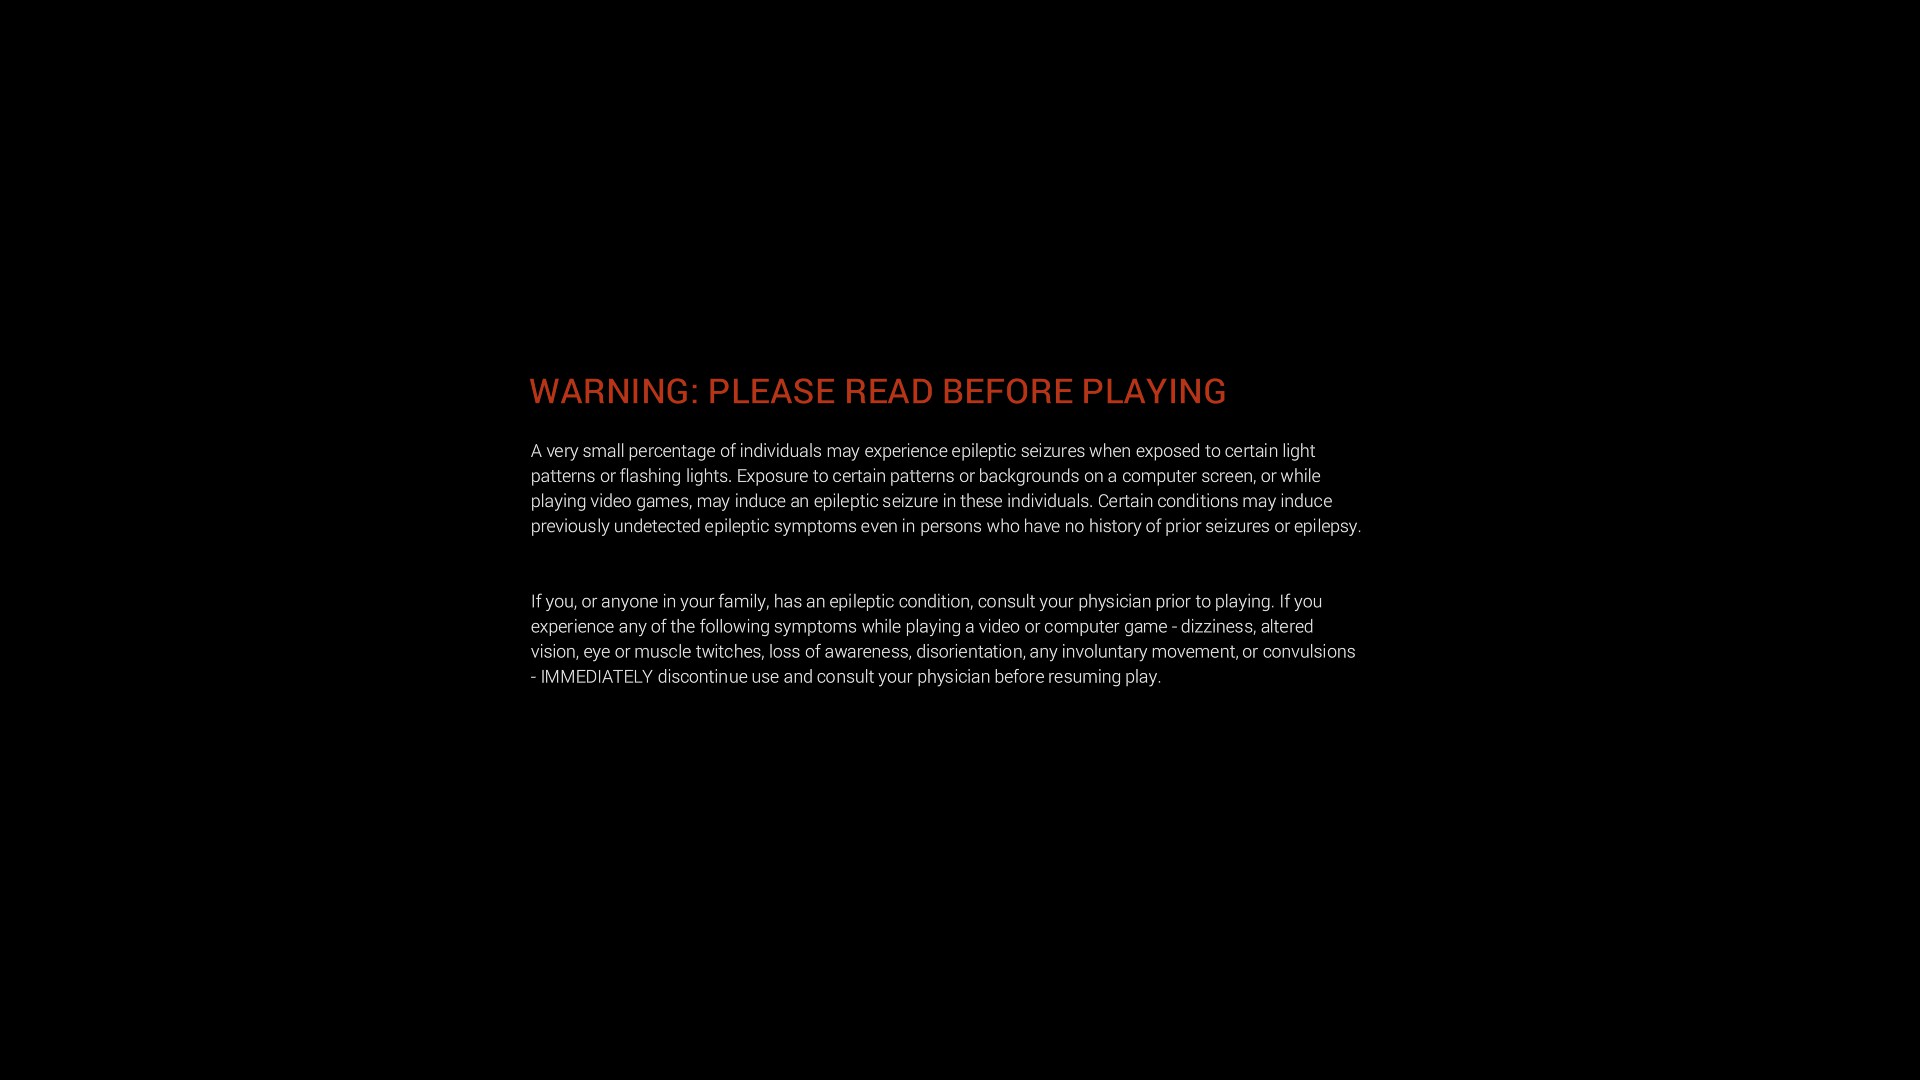 WARNING: PLEASE READ BEFORE PLAYING
A very small percentage of individuals may experience epileptic seizures when exposed to certain light
patterns or flashing lights. Exposure to certain patterns or backgrounds on a computer screen, or while
playing video games, may induce an epileptic seizure in these individuals. Certain conditions may induce
previously undetected epileptic symptoms even in persons who have no history of prior seizures or epilepsy.
If you, or anyone in your family, has an epileptic condition, consult your physician prior to playing. If you
experience any of the following symptoms while playing a video or computer game - dizziness, altered
vision, eye or muscle twitches, loss of awareness, disorientation, any involuntary movement, or convulsions
- IMMEDIATELY discontinue use and consult your physician before resuming play.